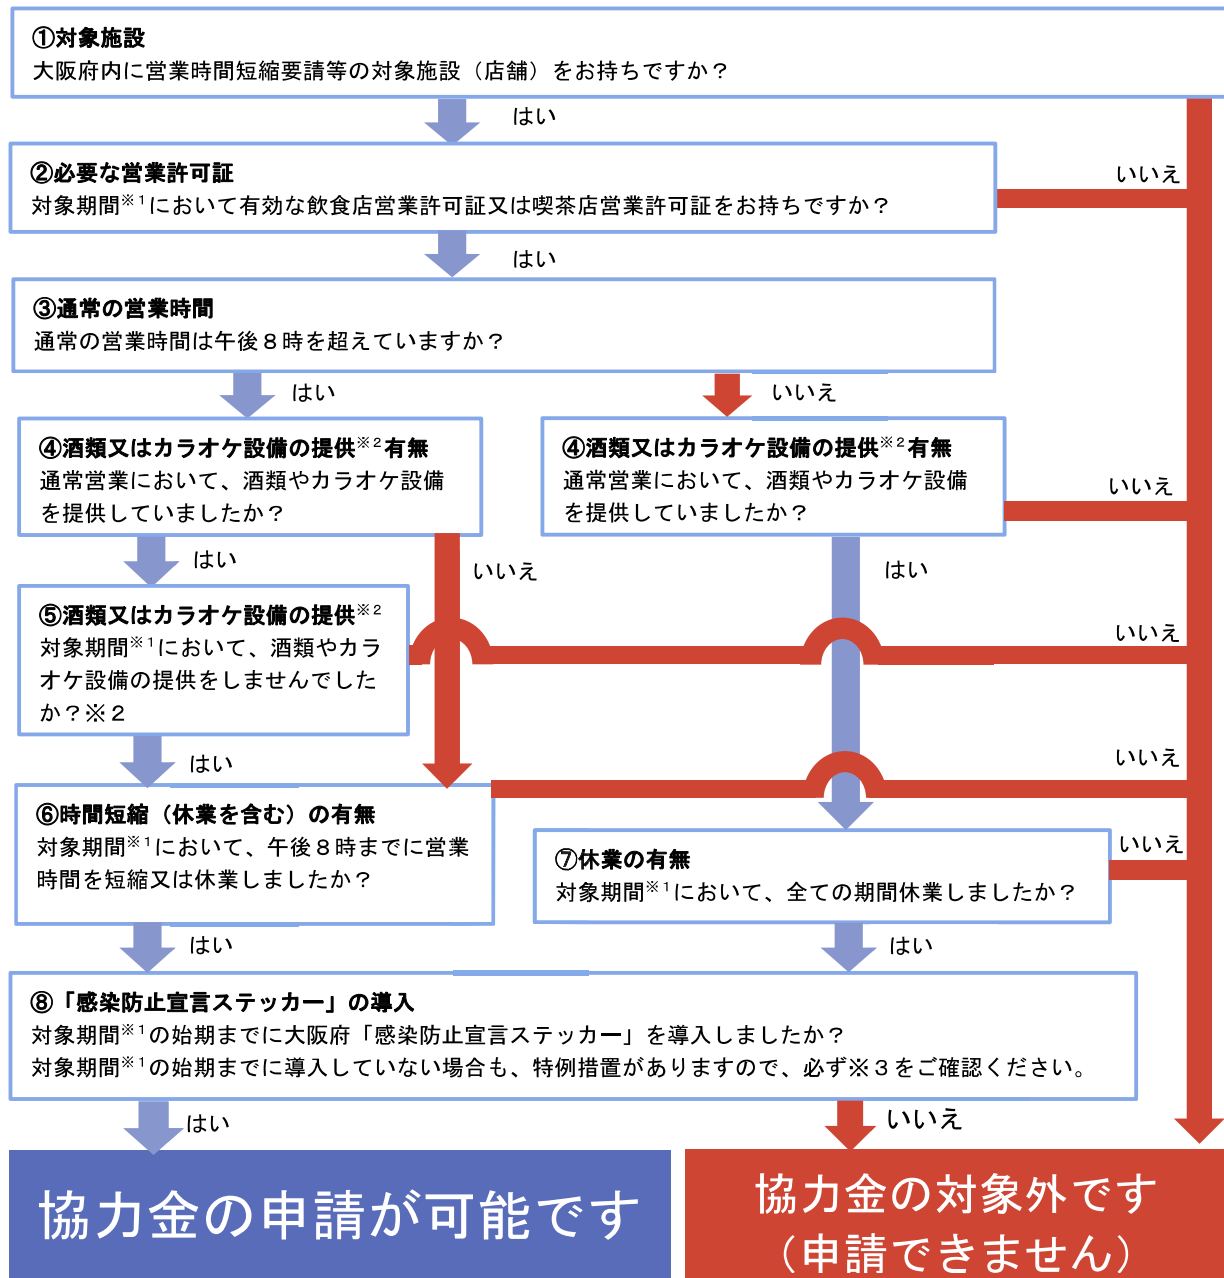 ①対象施設
大阪府内に営業時間短縮要請等の対象施設（店舗）をお持ちですか？
はい
②必要な営業許可証
対象期間※1において有効な飲食店営業許可証又は喫茶店営業許可証をお持ちですか？
いいえ
はい
③通常の営業時間
通常の営業時間は午後８時を超えていますか？
はい
いいえ
④酒類又はカラオケ設備の提供※2有無
通常営業において、酒類やカラオケ設備
を提供していましたか？
④酒類又はカラオケ設備の提供※2有無
通常営業において、酒類やカラオケ設備
を提供していましたか？
いいえ
はい
いいえ
はい
⑤酒類又はカラオケ設備の提供※2
対象期間※1において、酒類やカラ
オケ設備の提供をしませんでした
か？※２
いいえ
はい
いいえ
⑥時間短縮（休業を含む）の有無
対象期間※1において、午後８時までに営業
時間を短縮又は休業しましたか？
⑦休業の有無
対象期間※1において、全ての期間休業しましたか？
いいえ
はい
はい
⑧「感染防止宣言ステッカー」の導入
対象期間※1の始期までに大阪府「感染防止宣言ステッカー」を導入しましたか？
対象期間※1の始期までに導入していない場合も、特例措置がありますので、必ず※３をご確認ください。
はい
いいえ
協力金の申請が可能です
協力金の対象外です
（申請できません）